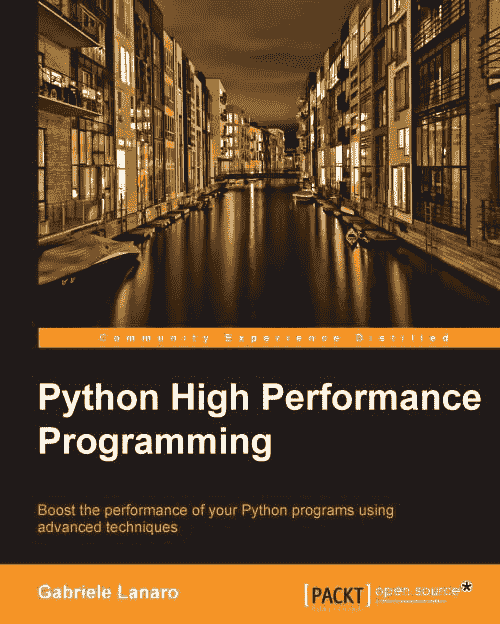 Community Experience Distilled
Python High Performance
Programming
Boost the performance of your Python programs using
advanced techniques
Gabriele Lanaro
[PACKT] open source*